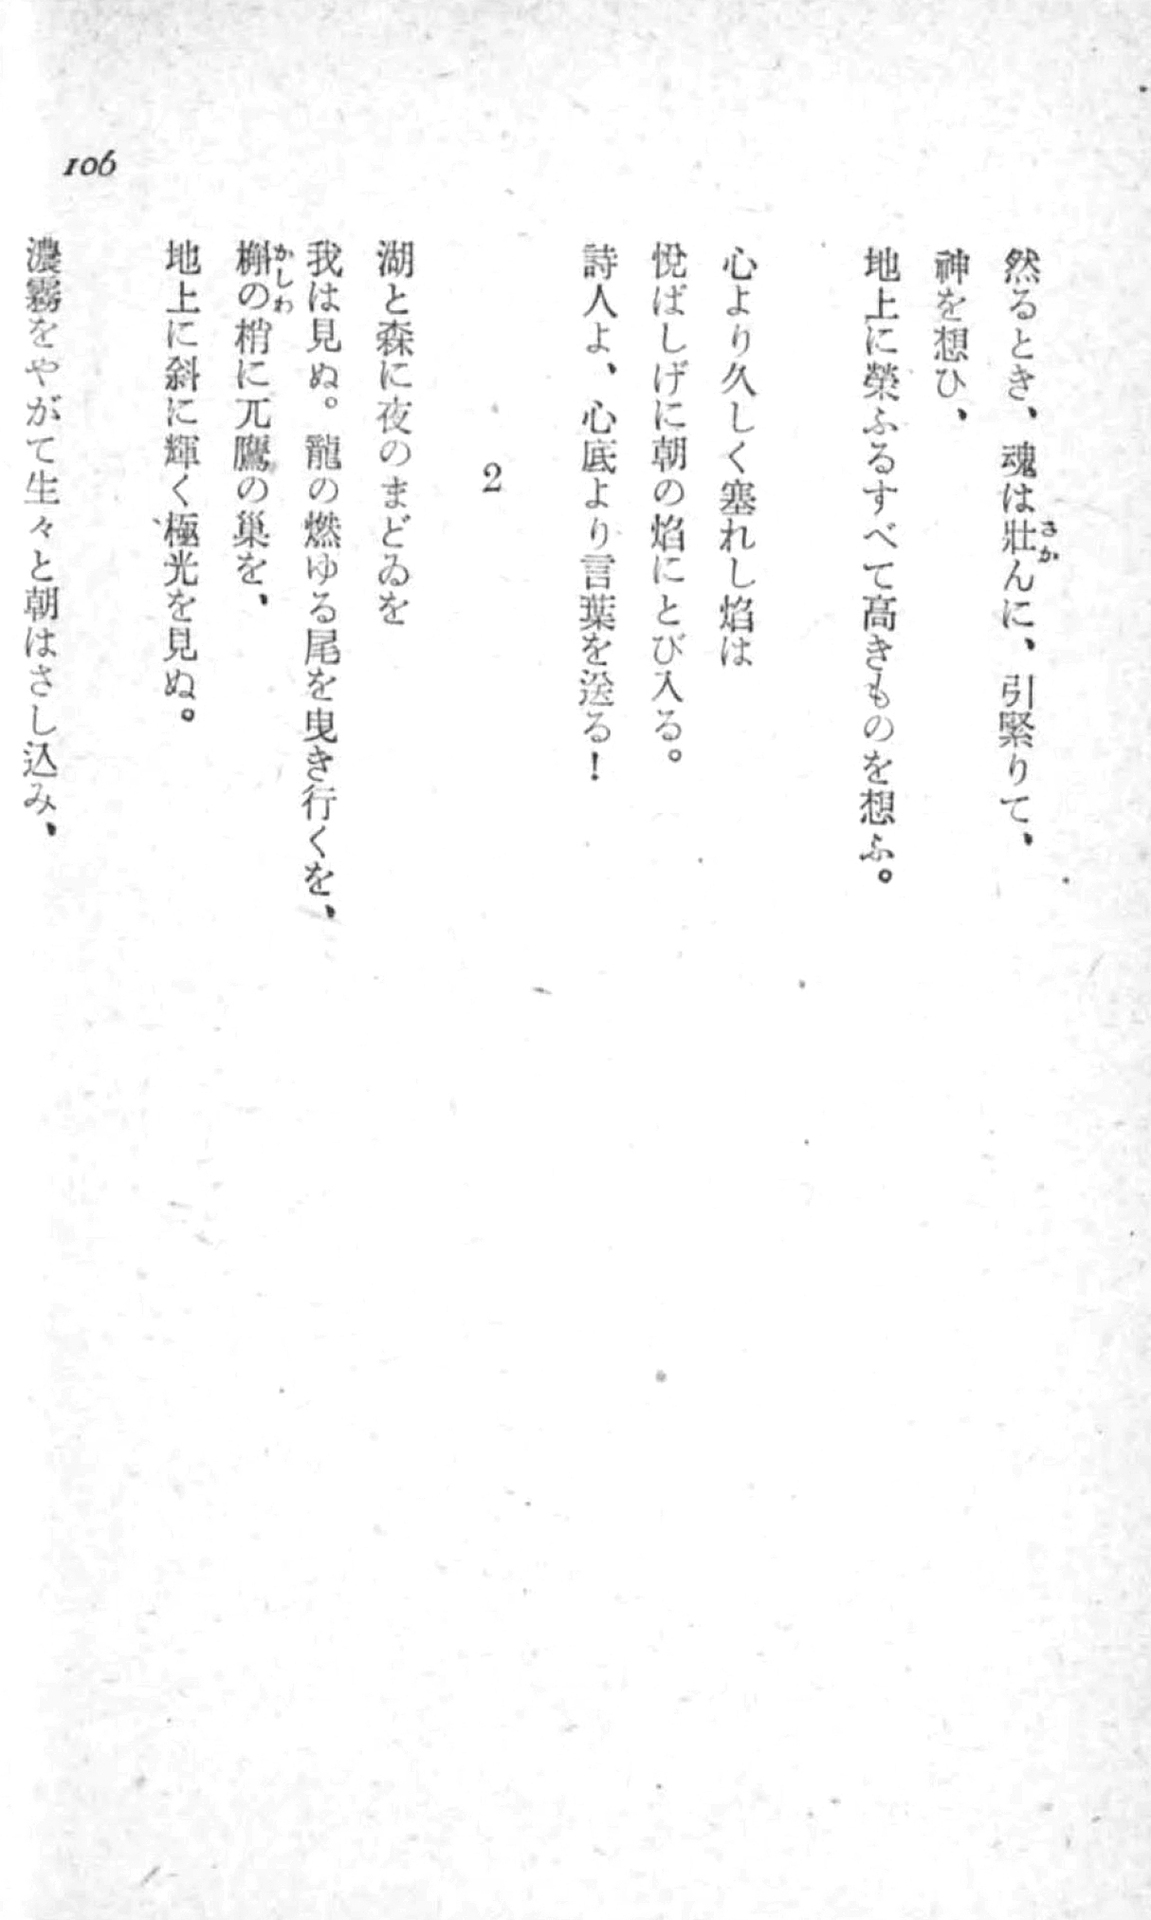 106
然るとき、魂は壯んに、引緊りて、
さか
神を想ひ、
地上に榮ふるすべて高きものを想ふ。
心より久しく塞れし焰は
悅ばしげに朝の焰にとび入る。
詩人よ、心底より言葉を送る!
2
湖と森に夜のまどゐを
我は見ぬ。龍の燃ゆる尾を曳き行くを、
槲の梢に兀鷹の巢を、
かしわ
地上に斜に輝く極光を見ぬ。
濃霧をやがて生々と朝はさし込み、